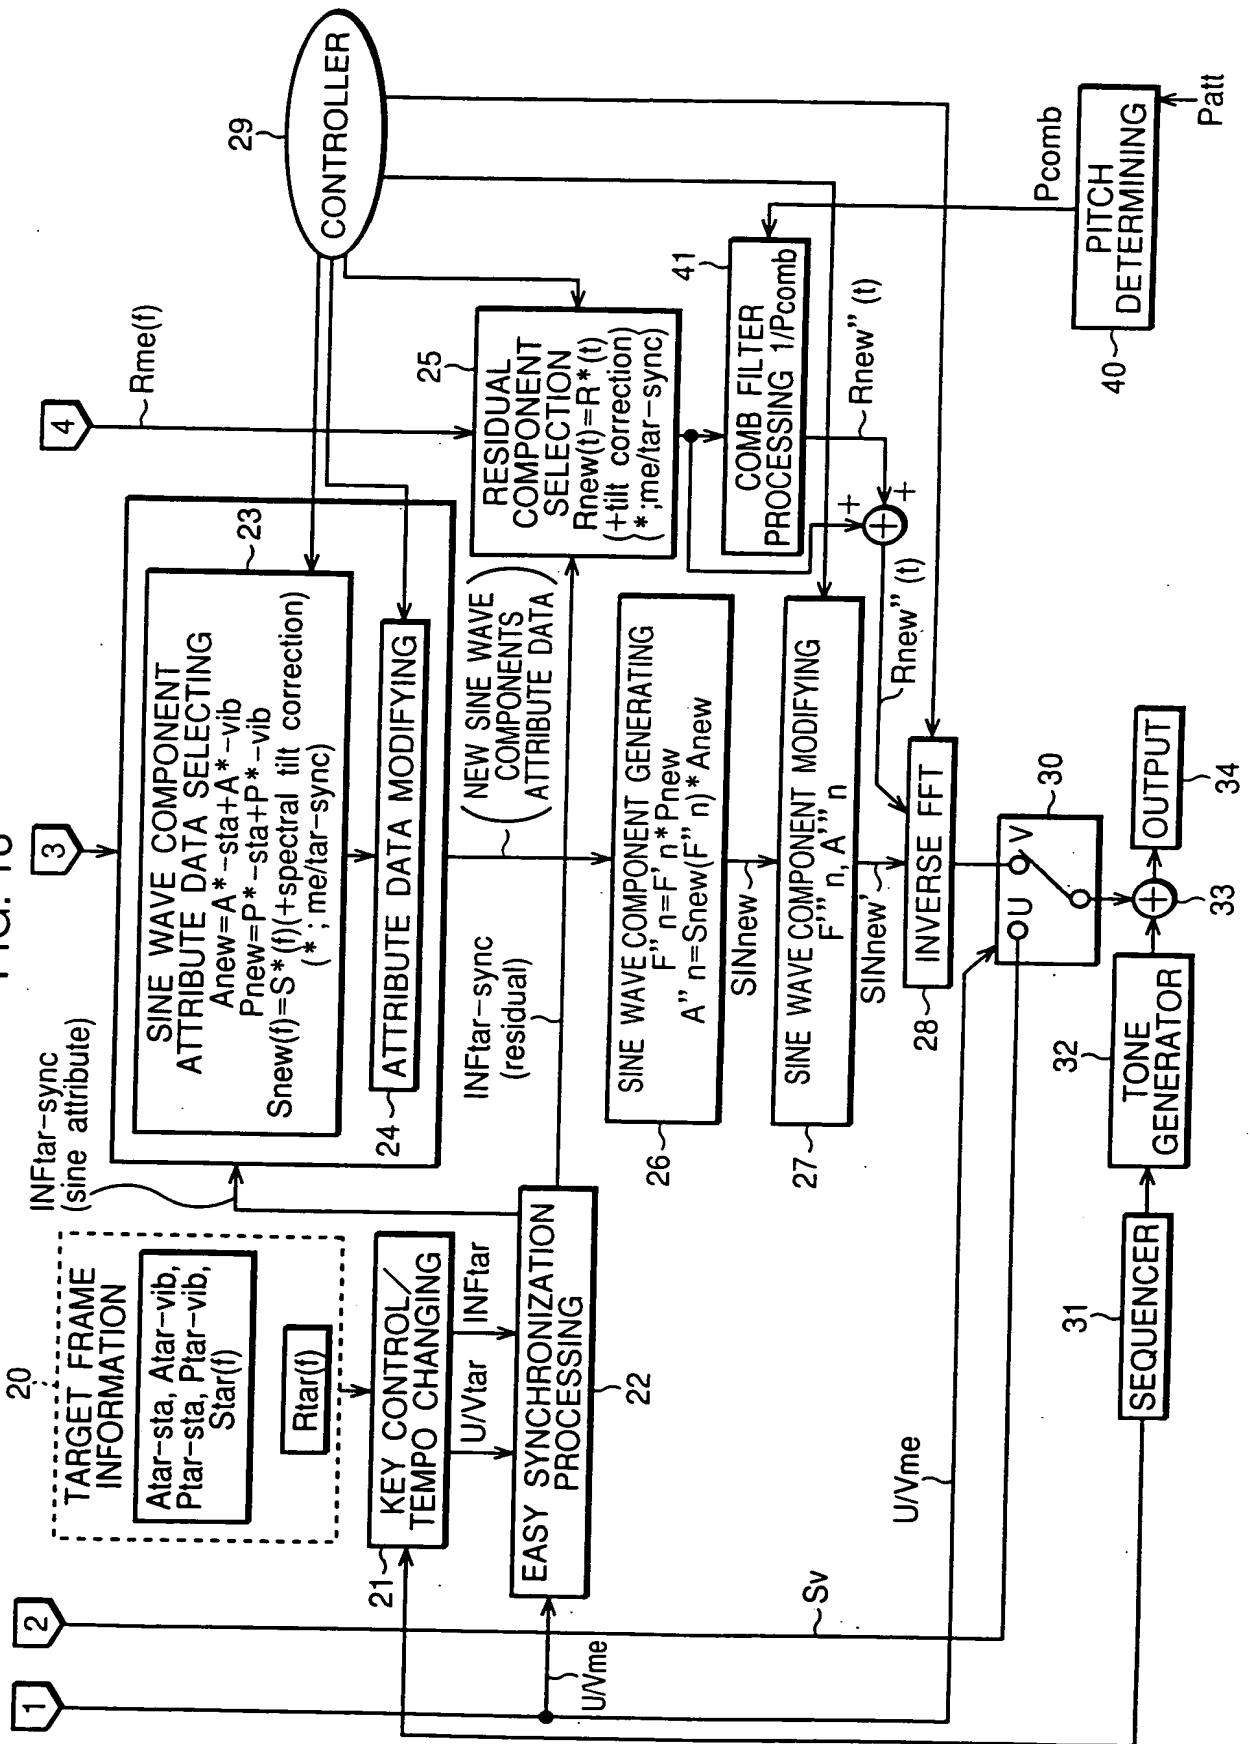 1
2
3
4
20
TARGET FRAME
INFORMATION
Atar-sta, Atar-vib,
Ptar-sta, Ptar-vib,
Star(f)
Rtar(f)
INFtar-sync
(sine attribute)
23
SINE WAVE COMPONENT
ATTRIBUTE DATA SELECTING
Anew=A*-sta+A*-vib
Pnew=P*-sta+P*-vib
Snew(f)=S*(f)(+spectral tilt correction)
(* ; me/tar-sync)
24
ATTRIBUTE DATA MODIFYING
Rme(f)
29
CONTROLLER
21
KEY CONTROL/
TEMPO CHANGING
U/Vtar
INFtar
U/Vme
EASY SYNCHRONIZATION
PROCESSING
22
INFtar-sync
(residual)
(NEW SINE WAVE
COMPONENTS
ATTRIBUTE DATA)
25
RESIDUAL
COMPONENT
SELECTION
Rnew(t)=R*(t)
(+tilt correction)
(* ;me/tar-sync)
26
SINE WAVE COMPONENT GENERATING
F" n=F' n*Pnew
A" n=Snew(F" n)* Anew
SINnew
41
COMB FILTER
PROCESSING 1/Pcomb
27
SINE WAVE COMPONENT MODIFYING
F"' n, A"' n
SINnew'
Rnew" (t)
+
+
+
Rnew" (t)
Pcomb
PITCH
DETERMINING
40
Patt
28
INVERSE FFT
U/Vme
Sv
U
V
30
31
SEQUENCER
32
TONE
GENERATOR
+
33
OUTPUT
34